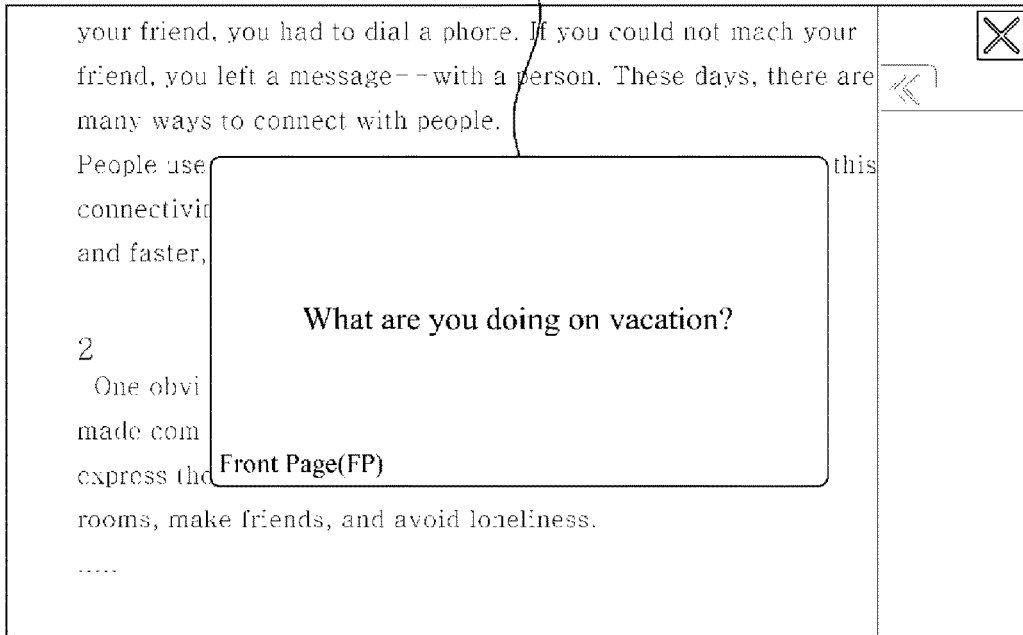 your friend, you had to dial a phone. If you could not mach your
friend, you left a message--with a person. These days, there are
many ways to connect with people.
People use this
connectivi
and faster,
What are you doing on vacation?
2
One obvi
made com
Front Page(FP)
express the
rooms, make friends, and avoid loneliness.
.....